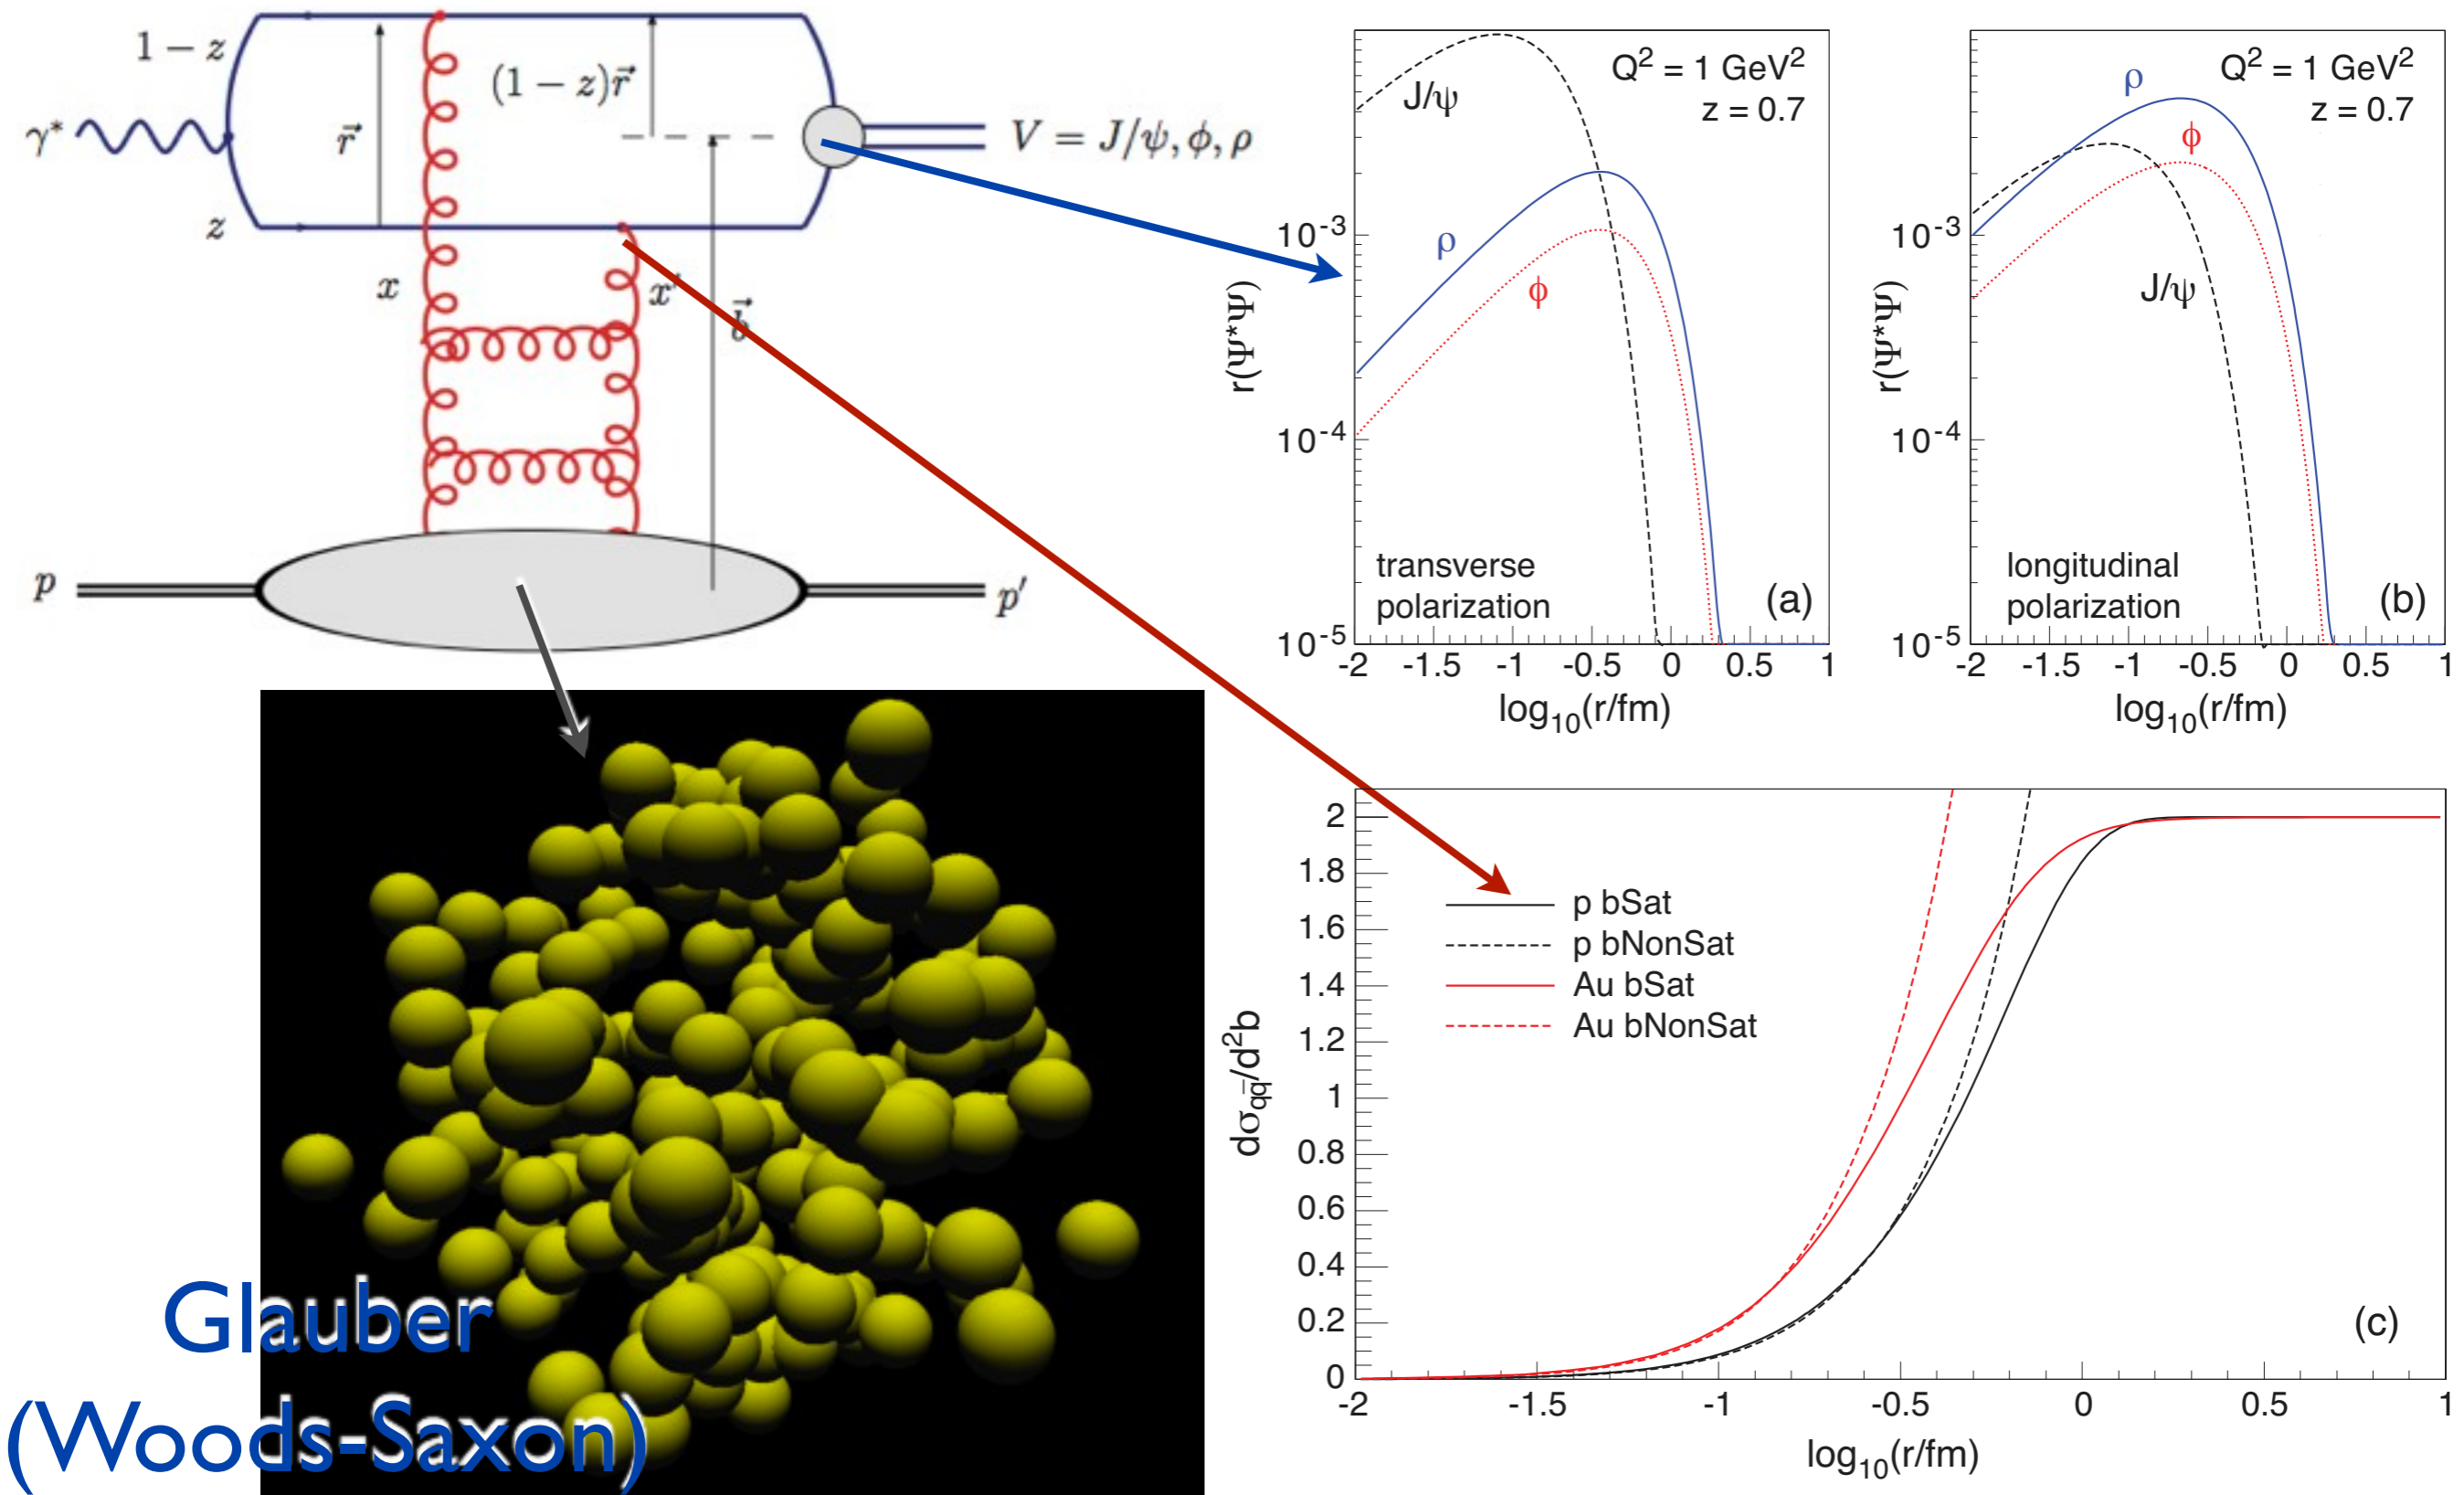 1 − z
(1 − z)r⃗
γ*
r⃗
V = J/ψ, ϕ, ρ
z
x
x'
b⃗
p
p'
Glauber
(Woods-Saxon)
r(Ψ*Ψ)
Q² = 1 GeV²
z = 0.7
J/ψ
ρ
ϕ
10⁻³
10⁻⁴
10⁻⁵
transverse
polarization
(a)
-2 -1.5 -1 -0.5 0 0.5 1
log₁₀(r/fm)
r(Ψ*Ψ)
Q² = 1 GeV²
z = 0.7
ρ
ϕ
J/ψ
10⁻³
10⁻⁴
10⁻⁵
longitudinal
polarization
(b)
-2 -1.5 -1 -0.5 0 0.5 1
log₁₀(r/fm)
dσqq̄/d²b
2
1.8
1.6
1.4
1.2
1
0.8
0.6
0.4
0.2
0
p bSat
p bNonSat
Au bSat
Au bNonSat
(c)
-2 -1.5 -1 -0.5 0 0.5 1
log₁₀(r/fm)